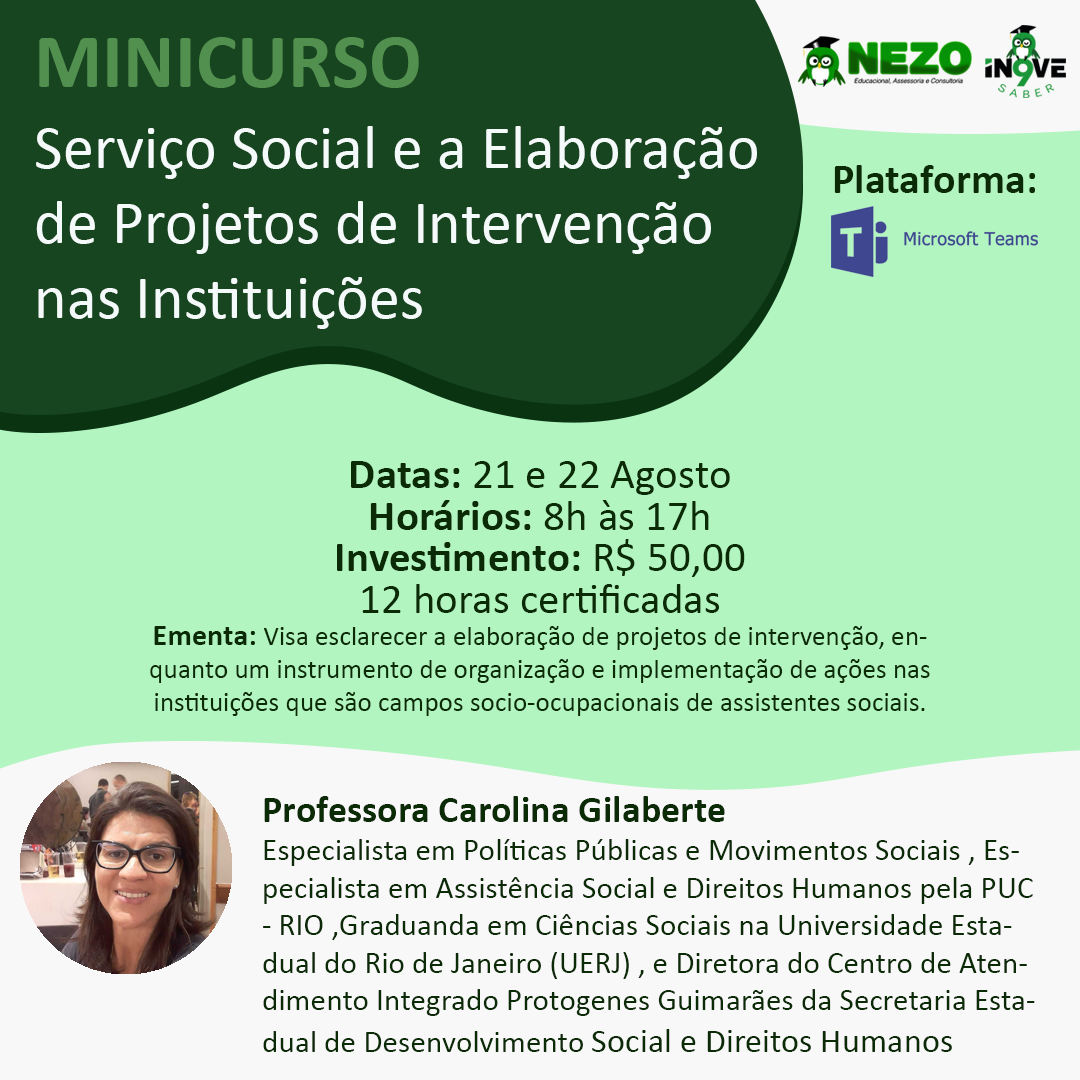 MINICURSO
Serviço Social e a Elaboração
de Projetos de Intervenção
nas Instituições
NEZO
Educacional, Assessoria e Consultoria
iN9VE
SABER
Plataforma:
T
Microsoft Teams
Datas: 21 e 22 Agosto
Horários: 8h às 17h
Investimento: R$ 50,00
12 horas certificadas
Ementa: Visa esclarecer a elaboração de projetos de intervenção, en-
quanto um instrumento de organização e implementação de ações nas
instituições que são campos socio-ocupacionais de assistentes sociais.
Professora Carolina Gilaberte
Especialista em Políticas Públicas e Movimentos Sociais , Es-
pecialista em Assistência Social e Direitos Humanos pela PUC
- RIO ,Graduanda em Ciências Sociais na Universidade Esta-
dual do Rio de Janeiro (UERJ) , e Diretora do Centro de Aten-
dimento Integrado Protogenes Guimarães da Secretaria Esta-
dual de Desenvolvimento Social e Direitos Humanos